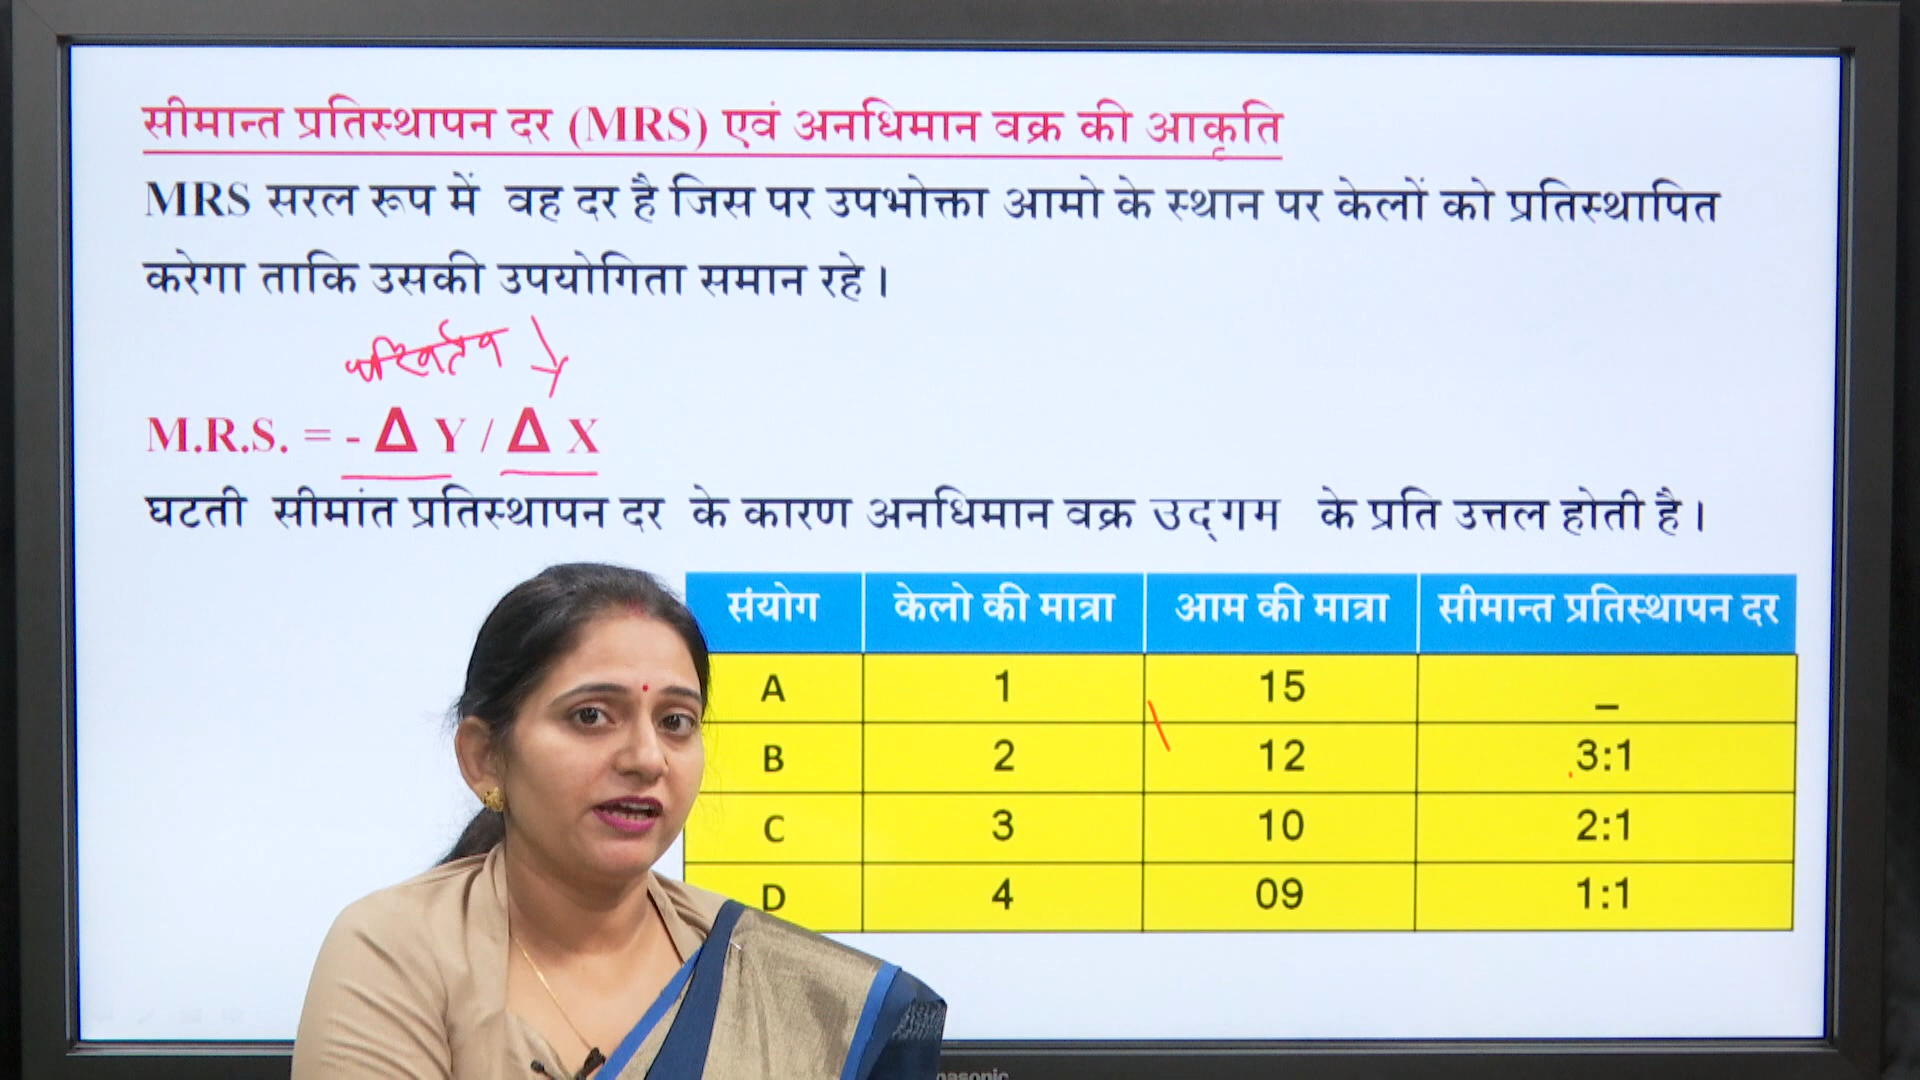 सीमान्त प्रतिस्थापन दर (MRS) एवं अनधिमान वक्र की आकृति
MRS सरल रूप में वह दर है जिस पर उपभोक्ता आमो के स्थान पर केलों को प्रतिस्थापित
करेगा ताकि उसकी उपयोगिता समान रहे।
परिवर्तन
M.R.S. = - Δ Y / Δ X
घटती सीमांत प्रतिस्थापन दर के कारण अनधिमान वक्र उद्गम के प्रति उत्तल होती है।
संयोग केलो की मात्रा आम की मात्रा सीमान्त प्रतिस्थापन दर
A 1 15 _
B 2 12 3:1
C 3 10 2:1
D 4 09 1:1